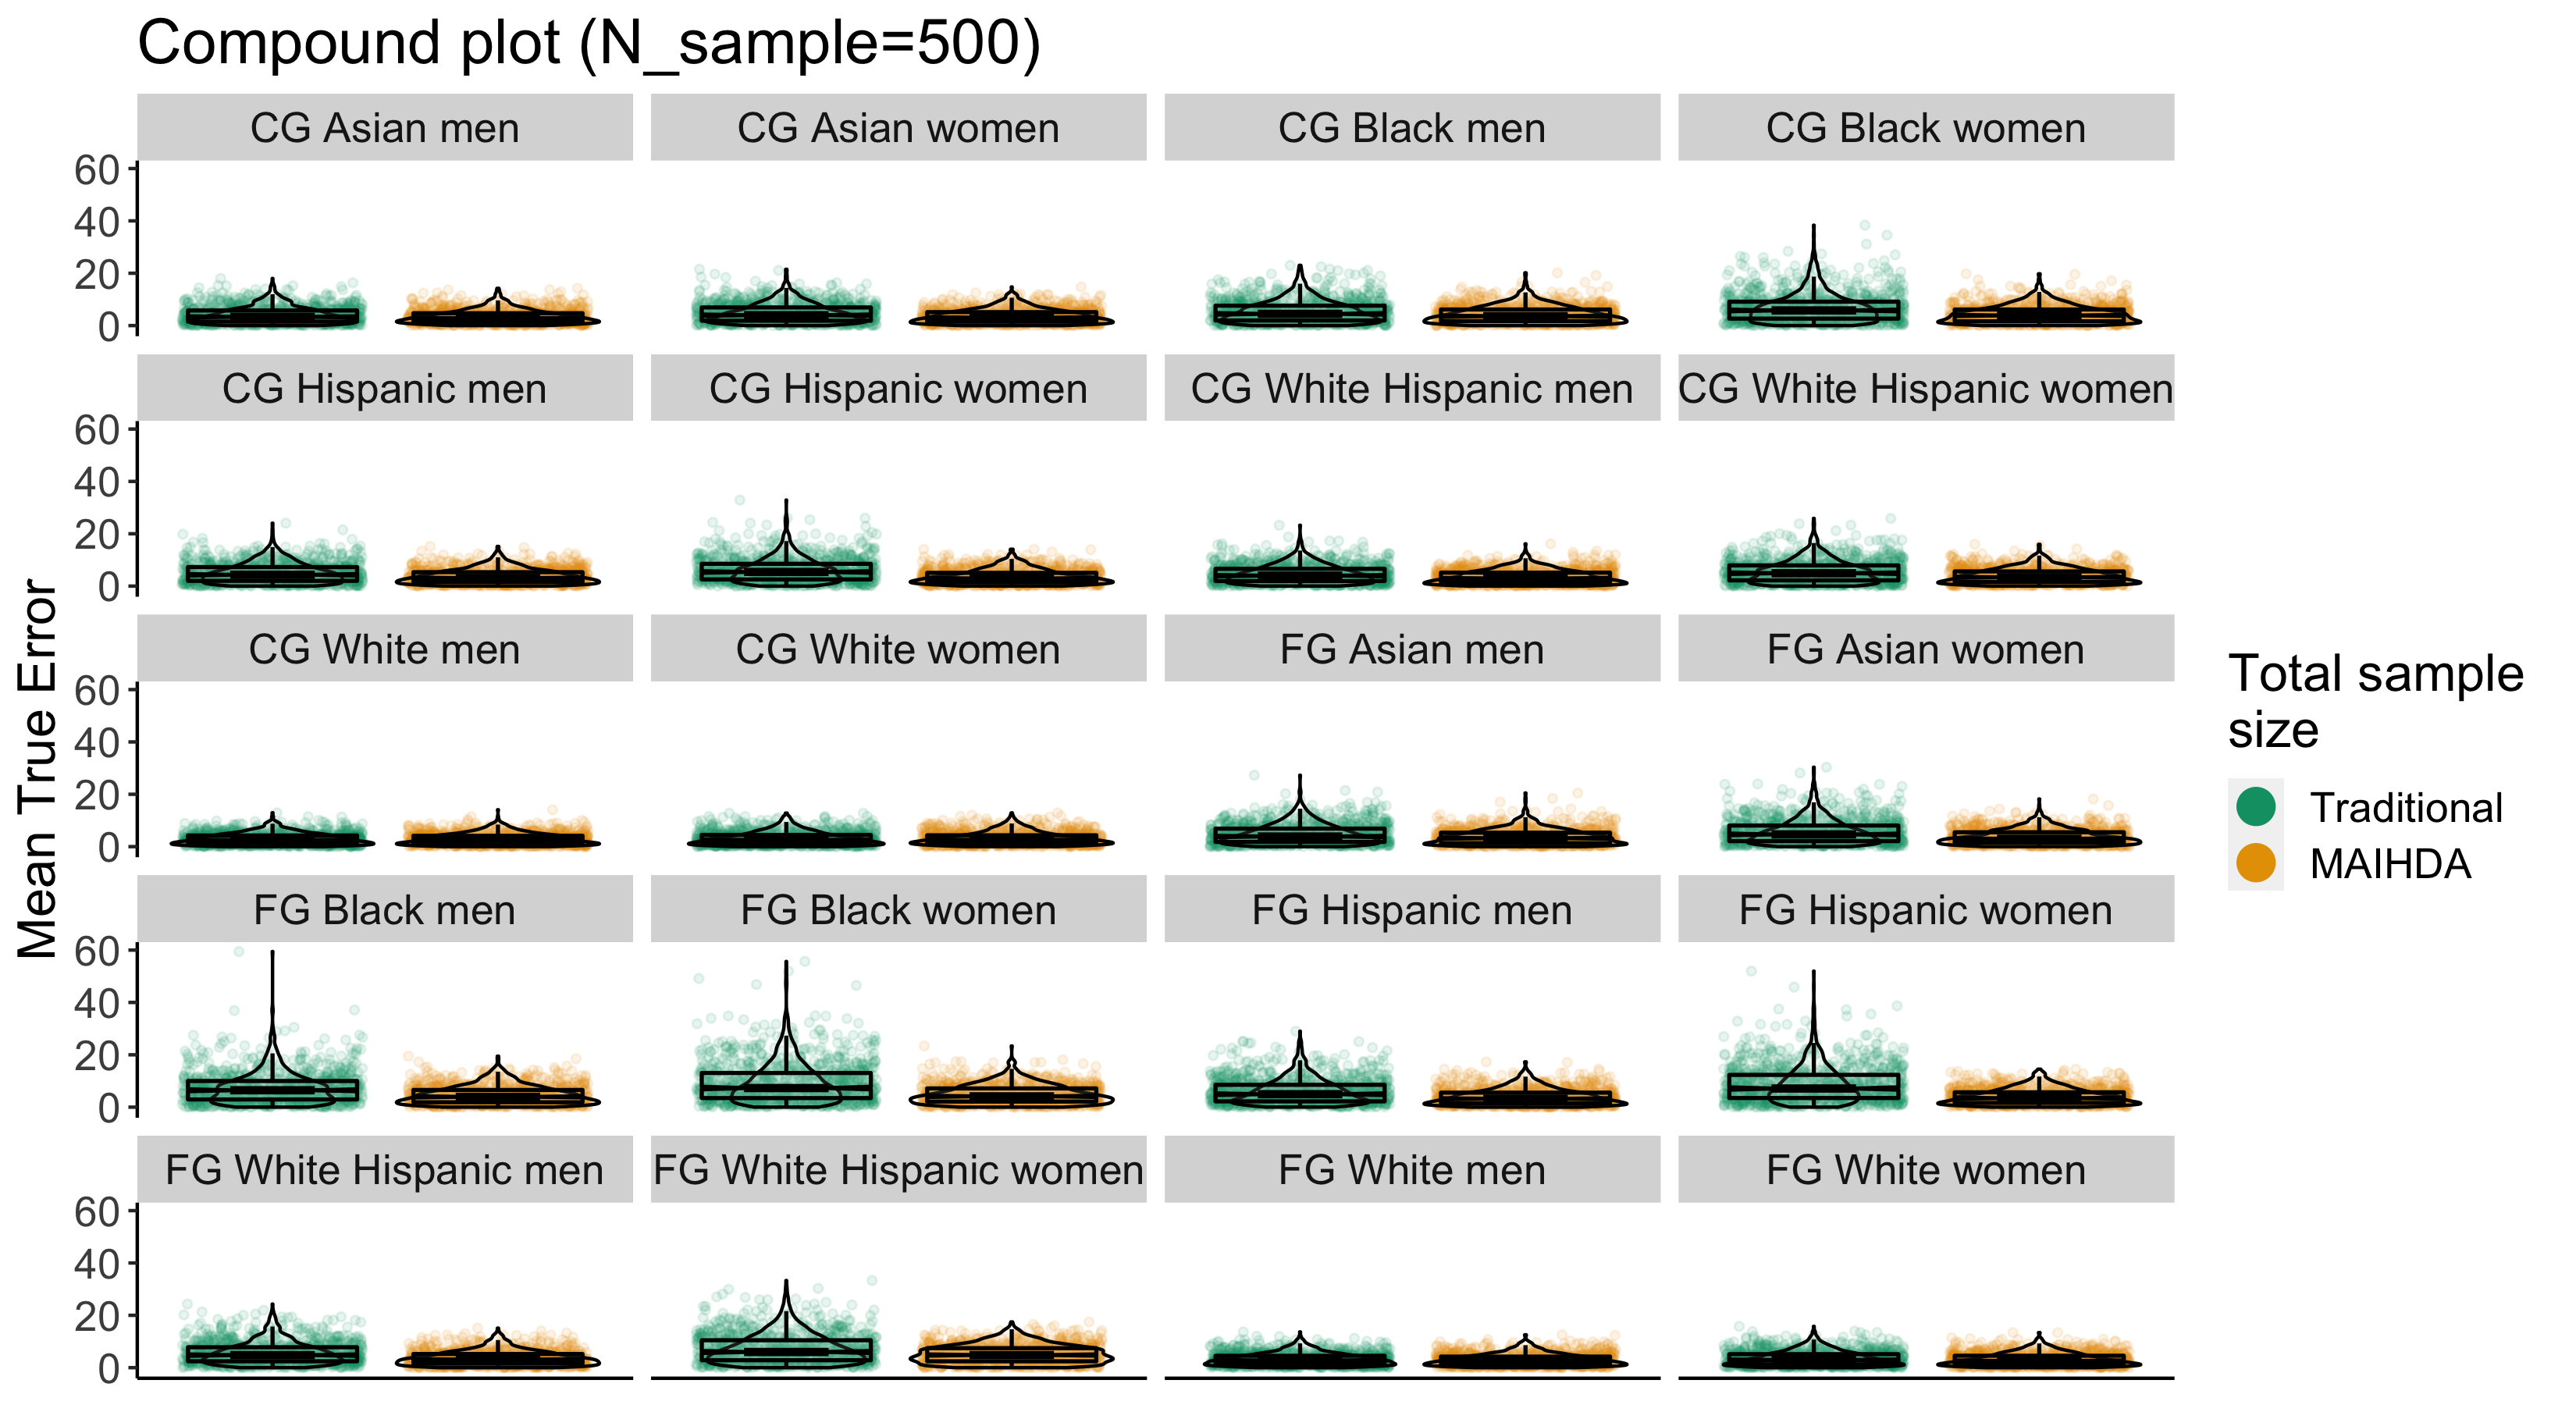 Compound plot (N_sample=500)
CG Asian men
CG Asian women
CG Black men
CG Black women
60
40
20
0
CG Hispanic men
CG Hispanic women
CG White Hispanic men
CG White Hispanic women
60
40
20
0
CG White men
CG White women
FG Asian men
FG Asian women
60
40
20
0
FG Black men
FG Black women
FG Hispanic men
FG Hispanic women
60
40
20
0
FG White Hispanic men
FG White Hispanic women
FG White men
FG White women
60
40
20
0
Mean True Error
Total sample
size
Traditional
MAIHDA